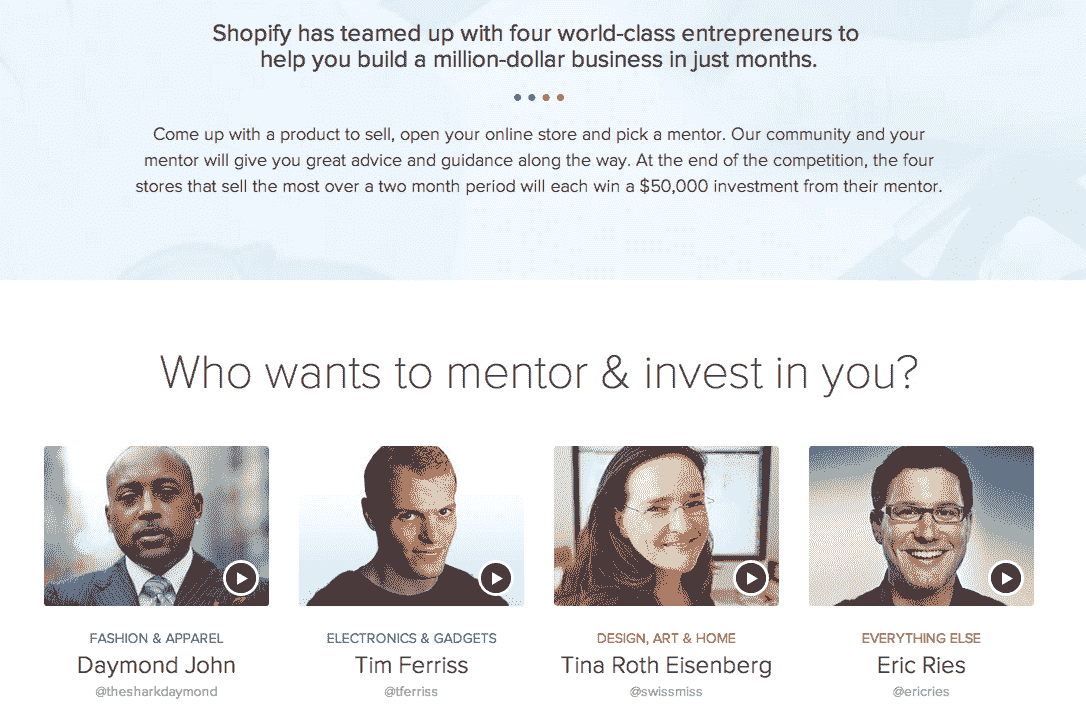 Shopify has teamed up with four world-class entrepreneurs to
help you build a million-dollar business in just months.
Come up with a product to sell, open your online store and pick a mentor. Our community and your
mentor will give you great advice and guidance along the way. At the end of the competition, the four
stores that sell the most over a two month period will each win a $50,000 investment from their mentor.
Who wants to mentor & invest in you?
FASHION & APPAREL
Daymond John
@thesharkdaymond
ELECTRONICS & GADGETS
Tim Ferriss
@tferriss
DESIGN, ART & HOME
Tina Roth Eisenberg
@swissmiss
EVERYTHING ELSE
Eric Ries
@ericries